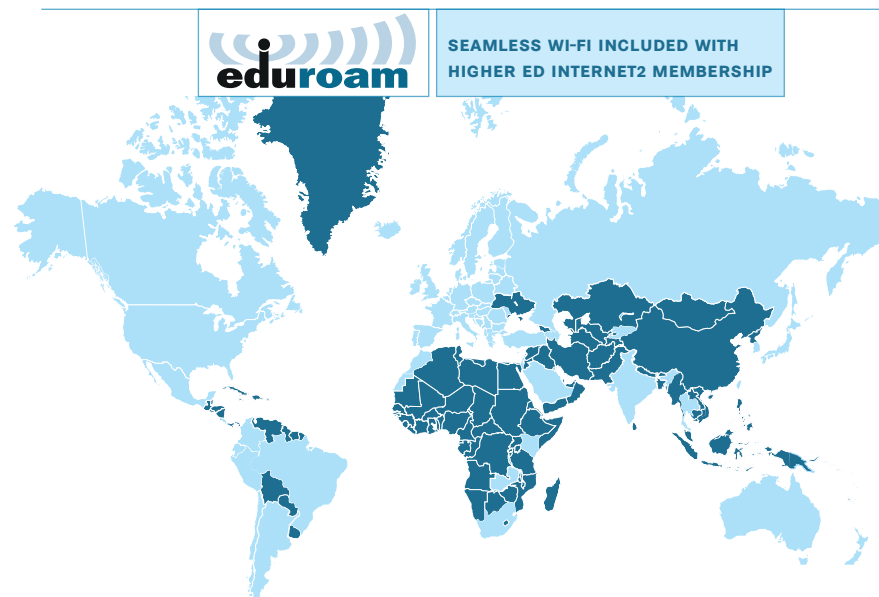 eduroam
SEAMLESS WI-FI INCLUDED WITH
HIGHER ED INTERNET2 MEMBERSHIP